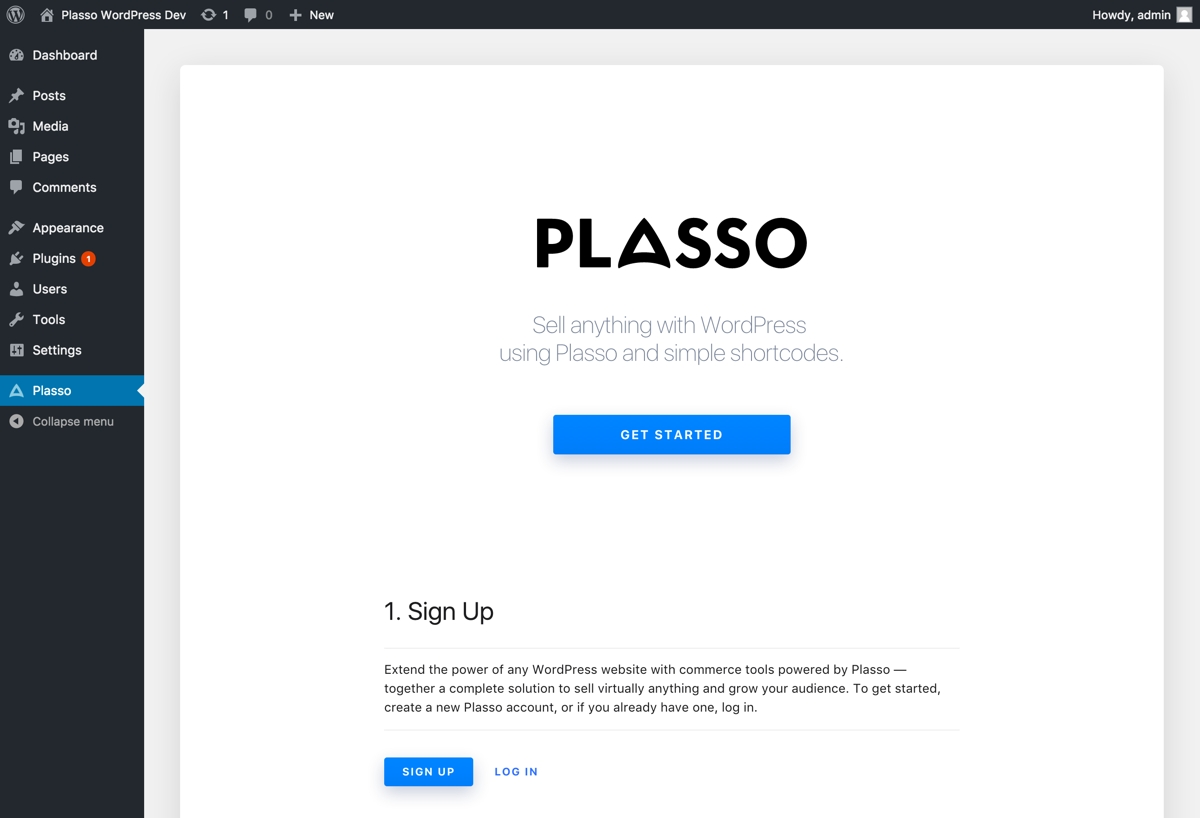 Plasso WordPress Dev 1 0 New Howdy, admin
Dashboard
Posts
Media
Pages
Comments
Appearance
Plugins 1
Users
Tools
Settings
Plasso
Collapse menu
PLASSO
Sell anything with WordPress
using Plasso and simple shortcodes.
GET STARTED
1. Sign Up
Extend the power of any WordPress website with commerce tools powered by Plasso —
together a complete solution to sell virtually anything and grow your audience. To get started,
create a new Plasso account, or if you already have one, log in.
SIGN UP LOG IN